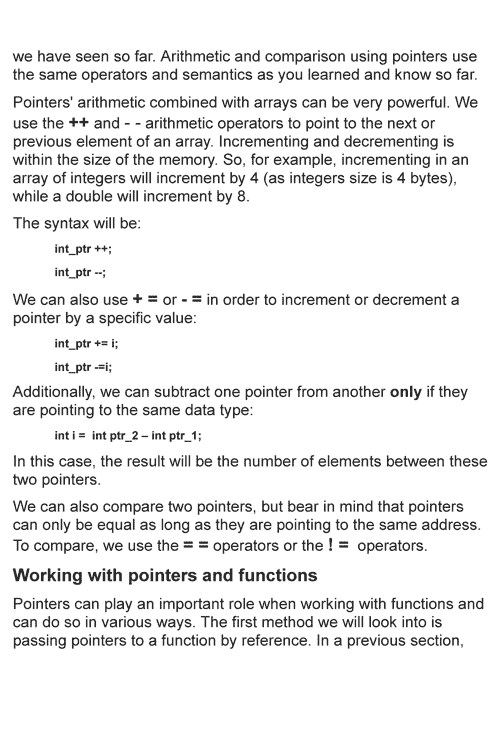 we have seen so far. Arithmetic and comparison using pointers use
the same operators and semantics as you learned and know so far.
Pointers' arithmetic combined with arrays can be very powerful. We
use the ++ and - - arithmetic operators to point to the next or
previous element of an array. Incrementing and decrementing is
within the size of the memory. So, for example, incrementing in an
array of integers will increment by 4 (as integers size is 4 bytes),
while a double will increment by 8.
The syntax will be:
int_ptr ++;
int_ptr --;
We can also use + = or - = in order to increment or decrement a
pointer by a specific value:
int_ptr += i;
int_ptr -=i;
Additionally, we can subtract one pointer from another only if they
are pointing to the same data type:
int i = int ptr_2 – int ptr_1;
In this case, the result will be the number of elements between these
two pointers.
We can also compare two pointers, but bear in mind that pointers
can only be equal as long as they are pointing to the same address.
To compare, we use the = = operators or the ! = operators.
Working with pointers and functions
Pointers can play an important role when working with functions and
can do so in various ways. The first method we will look into is
passing pointers to a function by reference. In a previous section,